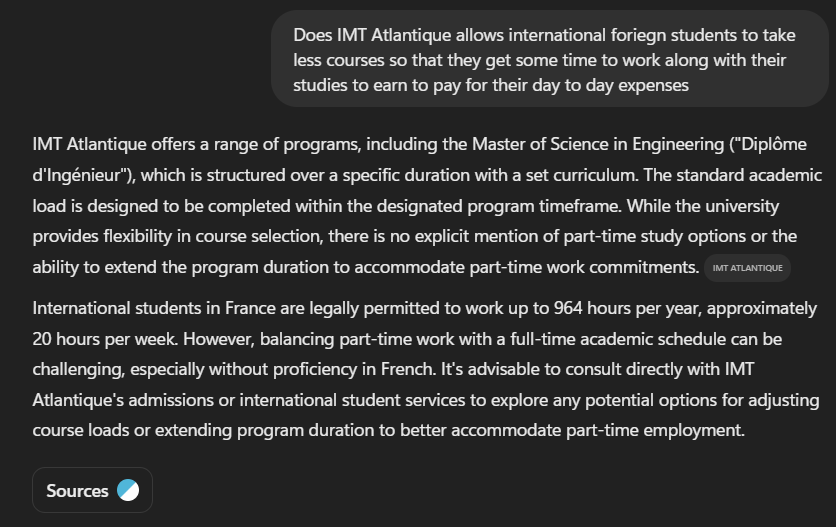 Does IMT Atlantique allows international foriegn students to take
less courses so that they get some time to work along with their
studies to earn to pay for their day to day expenses
IMT Atlantique offers a range of programs, including the Master of Science in Engineering ("Diplôme
d'Ingénieur"), which is structured over a specific duration with a set curriculum. The standard academic
load is designed to be completed within the designated program timeframe. While the university
provides flexibility in course selection, there is no explicit mention of part-time study options or the
ability to extend the program duration to accommodate part-time work commitments. IMT ATLANTIQUE
International students in France are legally permitted to work up to 964 hours per year, approximately
20 hours per week. However, balancing part-time work with a full-time academic schedule can be
challenging, especially without proficiency in French. It's advisable to consult directly with IMT
Atlantique's admissions or international student services to explore any potential options for adjusting
course loads or extending program duration to better accommodate part-time employment.
Sources